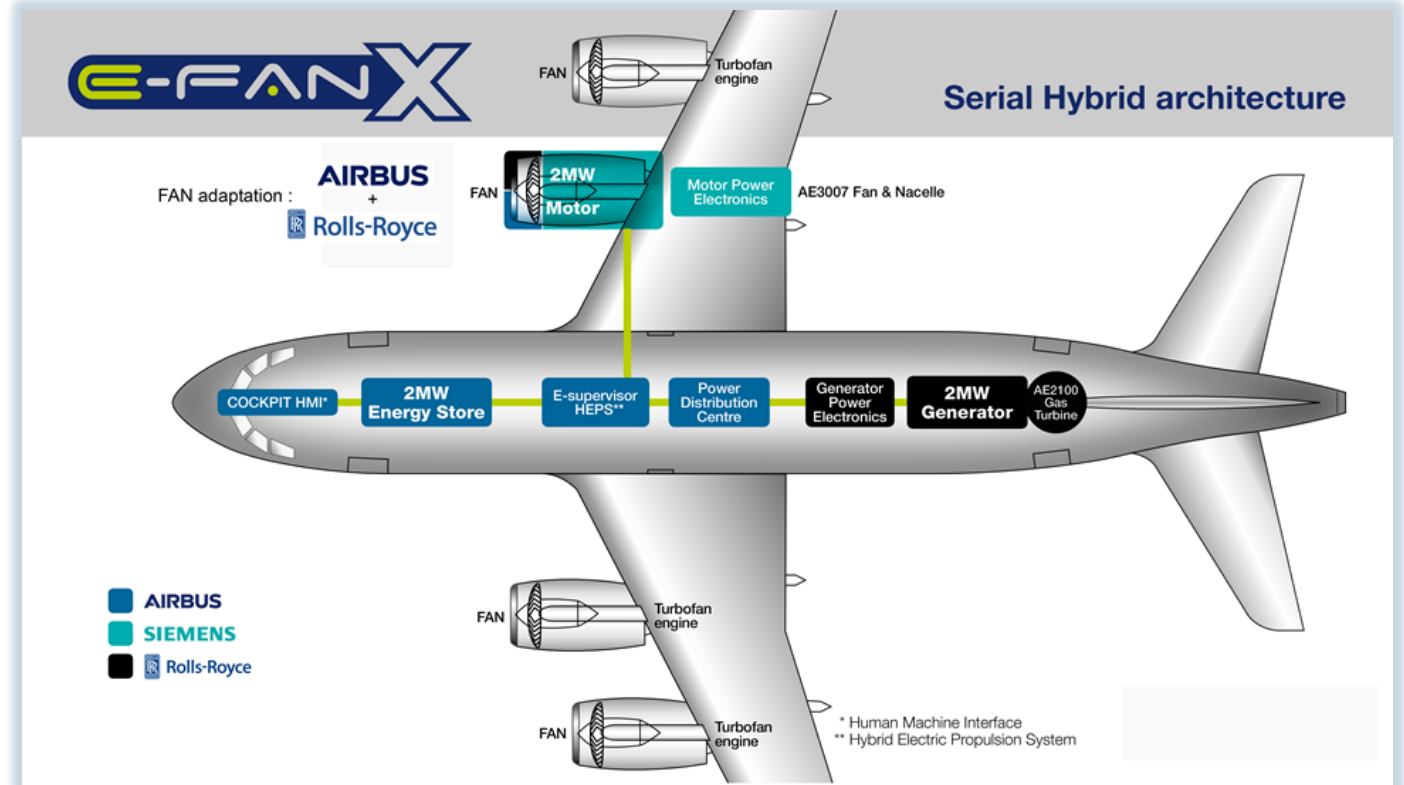 E-FAN X
Serial Hybrid architecture
FAN
Turbofan
engine
FAN adaptation :
AIRBUS
+
Rolls-Royce
FAN
2MW
Motor
Motor Power
Electronics
AE3007 Fan & Nacelle
COCKPIT HMI*
2MW
Energy Store
E-supervisor
HEPS**
Power
Distribution
Centre
Generator
Power
Electronics
2MW
Generator
AE2100
Gas
Turbine
AIRBUS
SIEMENS
RR Rolls-Royce
FAN
Turbofan
engine
FAN
Turbofan
engine
* Human Machine Interface
** Hybrid Electric Propulsion System